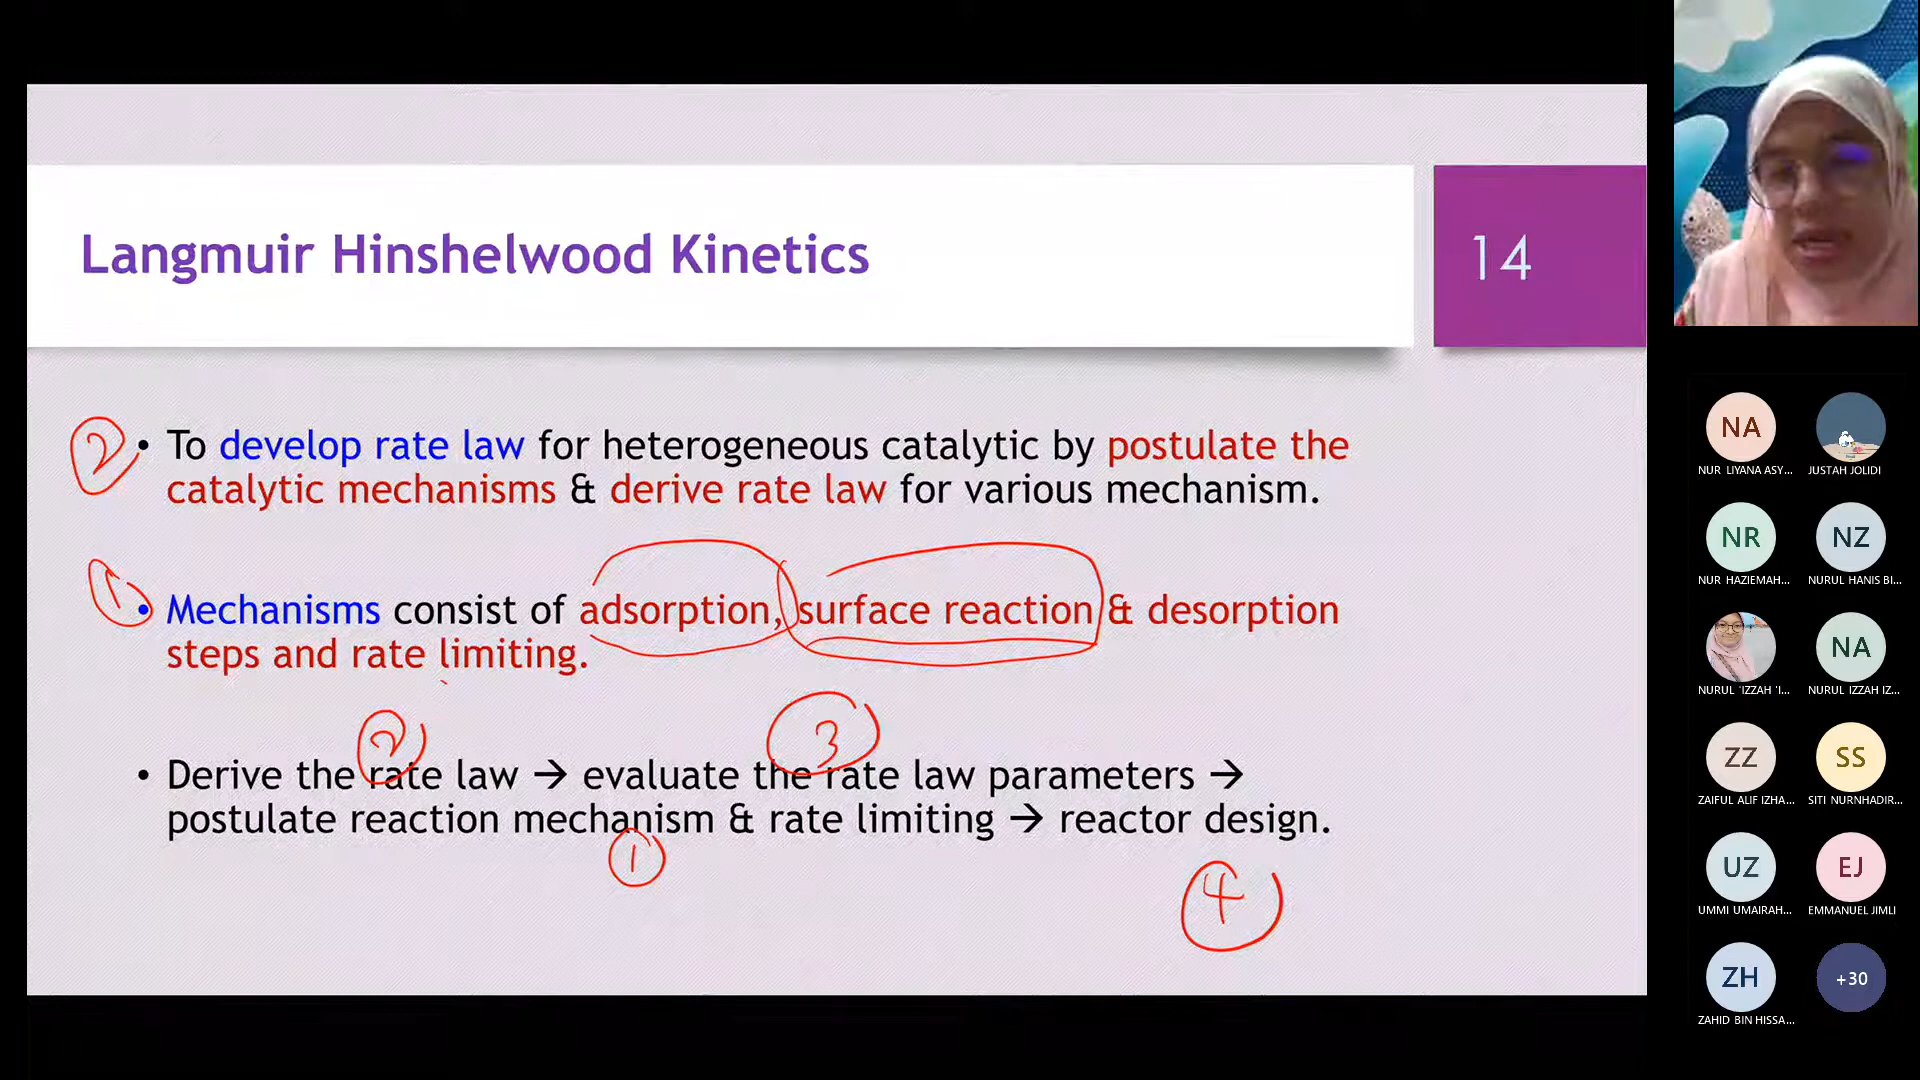 Langmuir Hinshelwood Kinetics
14
2
• To develop rate law for heterogeneous catalytic by postulate the
catalytic mechanisms & derive rate law for various mechanism.
1
• Mechanisms consist of adsorption, surface reaction & desorption
steps and rate limiting.
2
3
• Derive the rate law → evaluate the rate law parameters →
postulate reaction mechanism & rate limiting → reactor design.
1
4
NA
NUR LIYANA ASY...
JUSTAH JOLIDI
NR
NZ
NUR HAZIEMAH...
NURUL HANIS BI...
NA
NURUL 'IZZAH 'I...
NURUL IZZAH IZ...
ZZ
SS
ZAIFUL ALIF IZHA...
SITI NURNHADIR...
UZ
EJ
UMMI UMAIRAH...
EMMANUEL JIMLI
ZH
+30
ZAHID BIN HISSA...